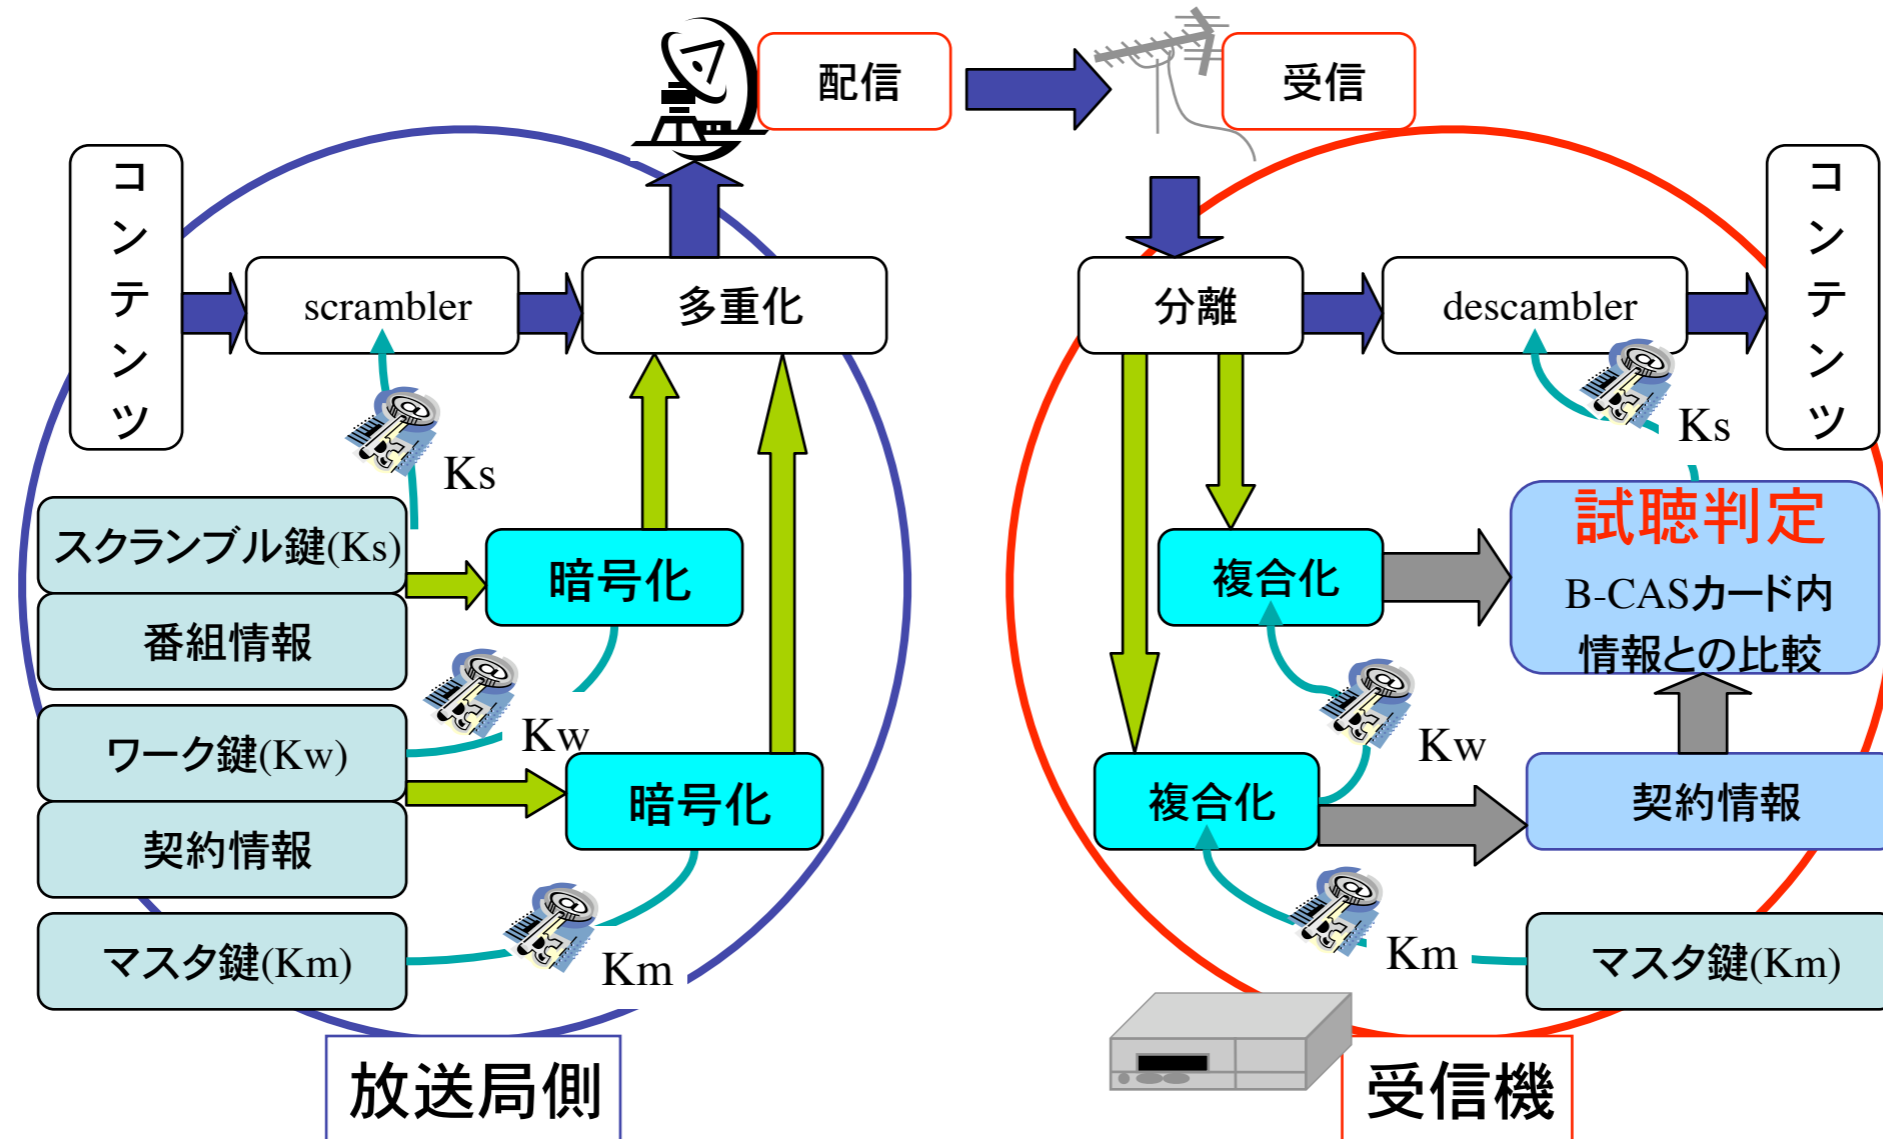 配信
受信
コンテンツ
scrambler
多重化
分離
descambler
コンテンツ
Ks
Ks
スクランブル鍵(Ks)
番組情報
暗号化
複合化
試聴判定
B-CASカード内
情報との比較
ワーク鍵(Kw)
契約情報
Kw
暗号化
複合化
Kw
契約情報
マスタ鍵(Km)
Km
Km
マスタ鍵(Km)
放送局側
受信機